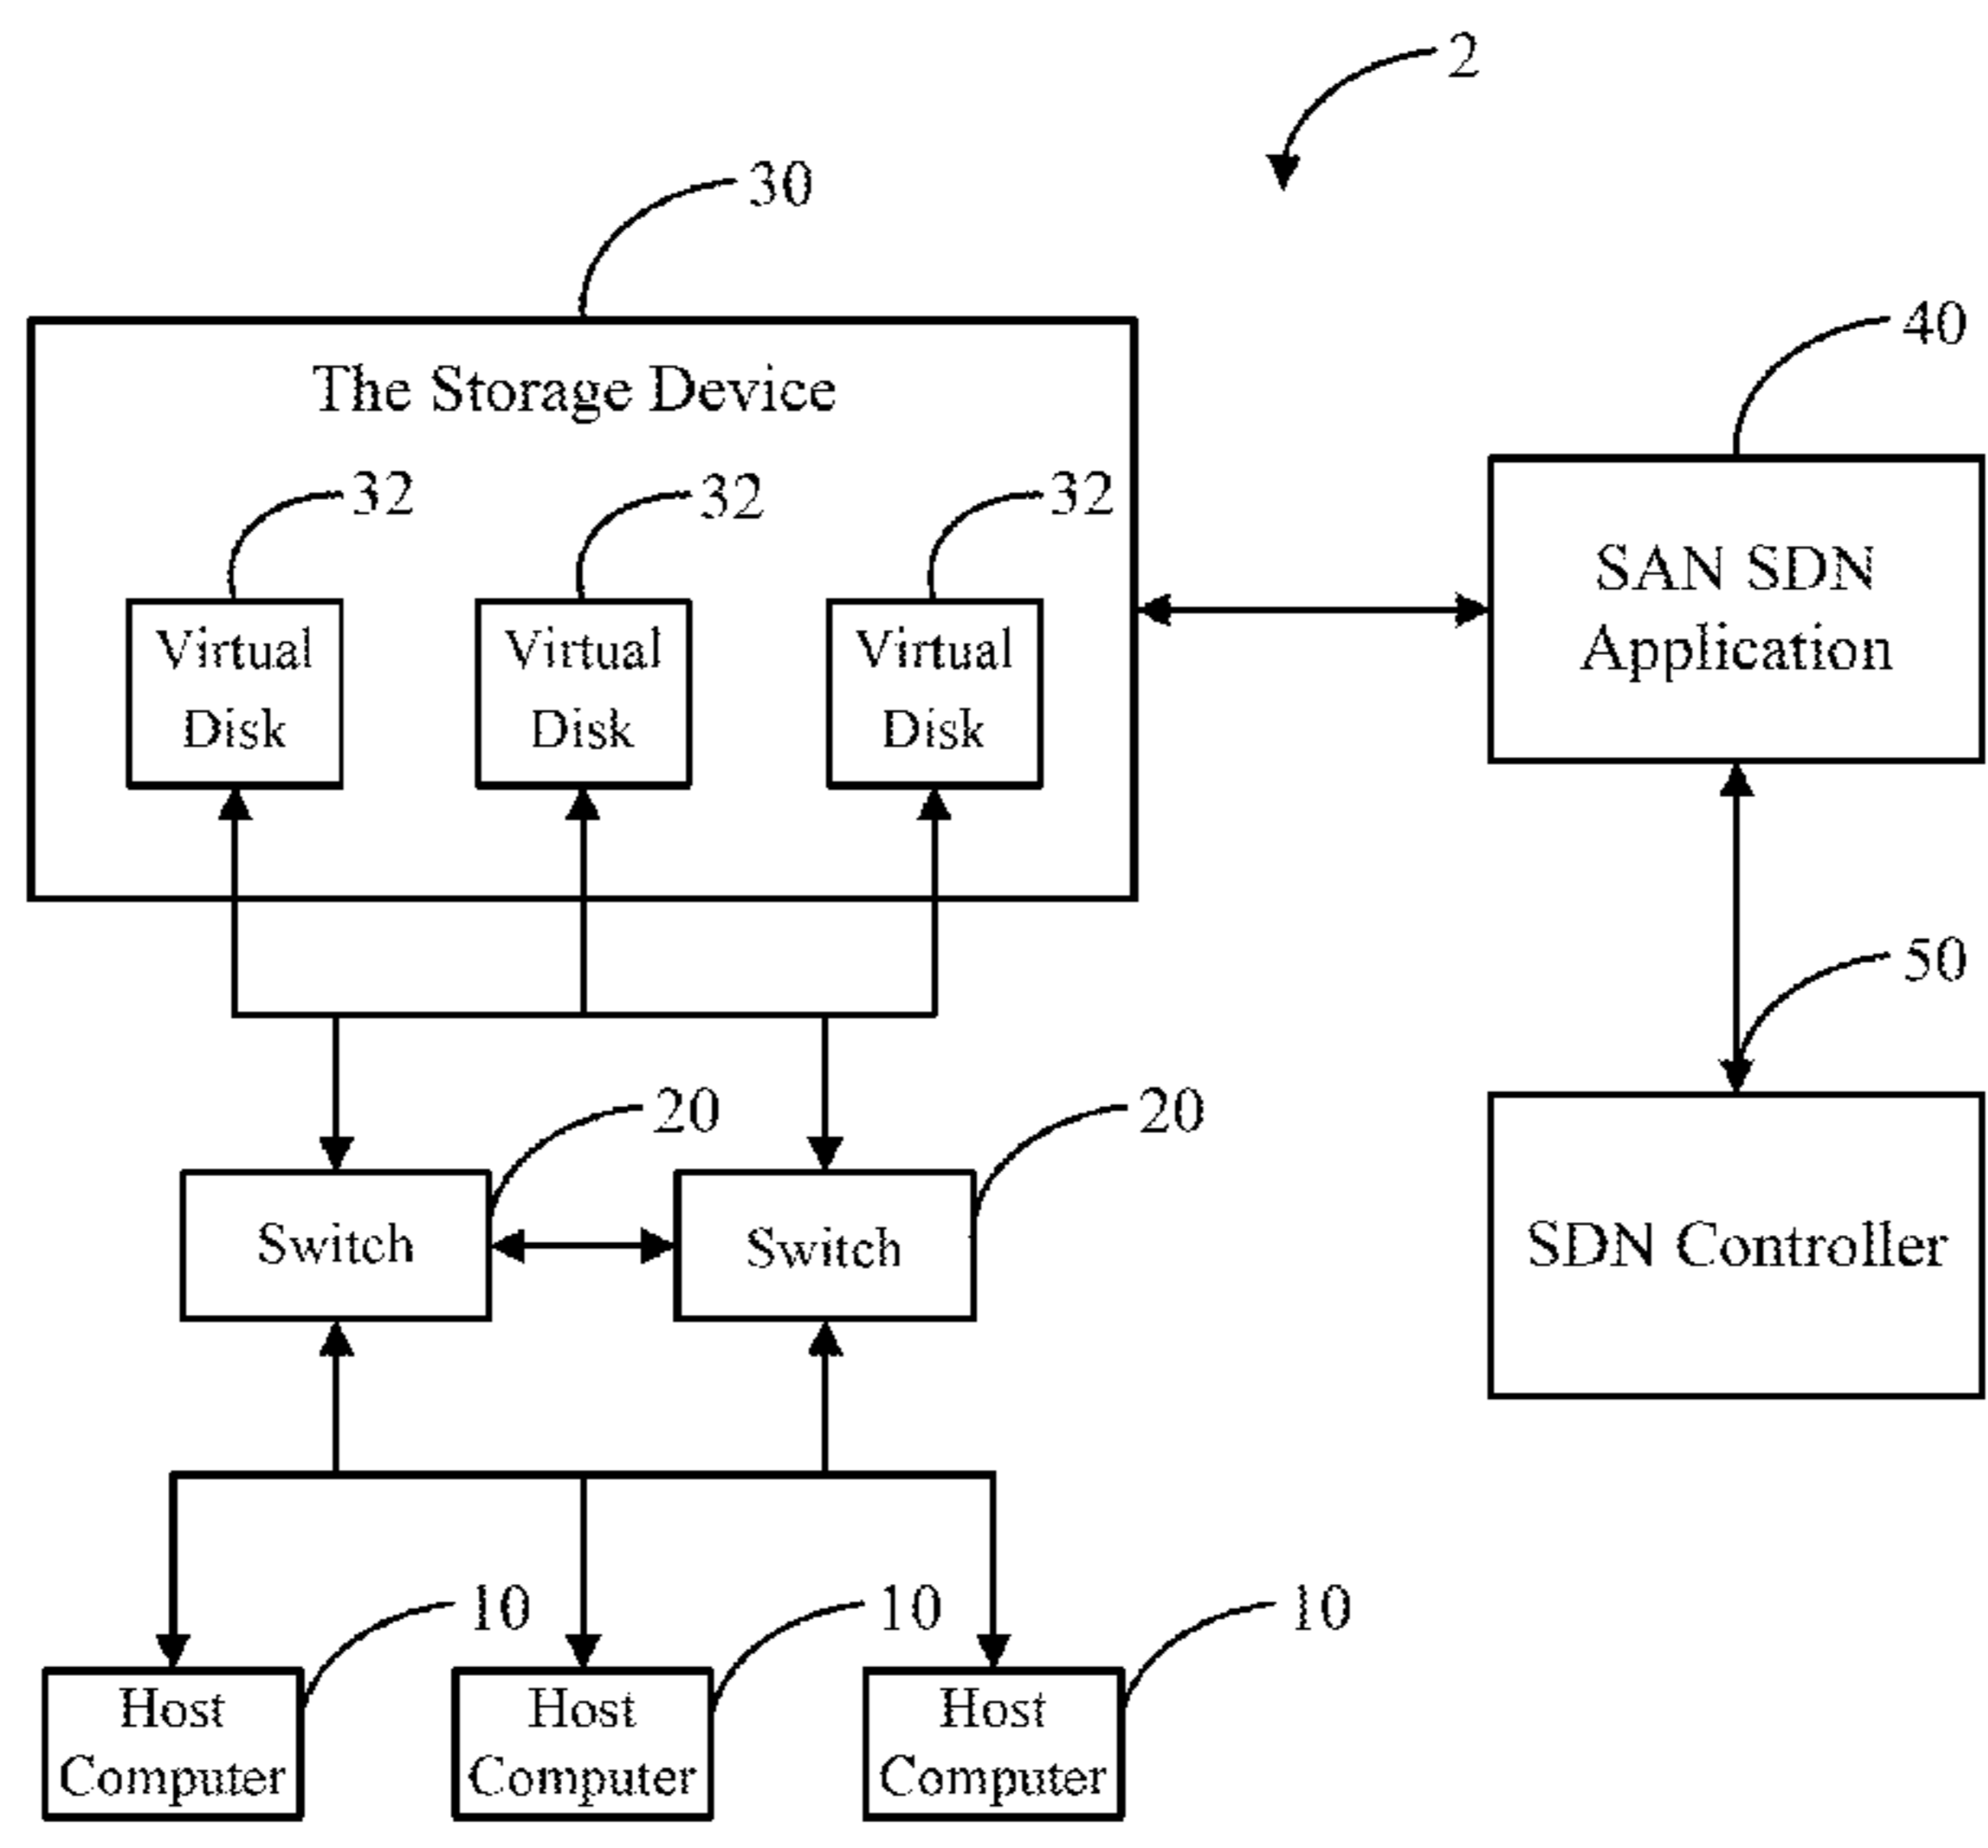 2
30
40
The Storage Device
32
32
32
SAN SDN
Application
Virtual
Disk
Virtual
Disk
Virtual
Disk
50
20
20
Switch
Switch
SDN Controller
10
10
10
Host
Computer
Host
Computer
Host
Computer